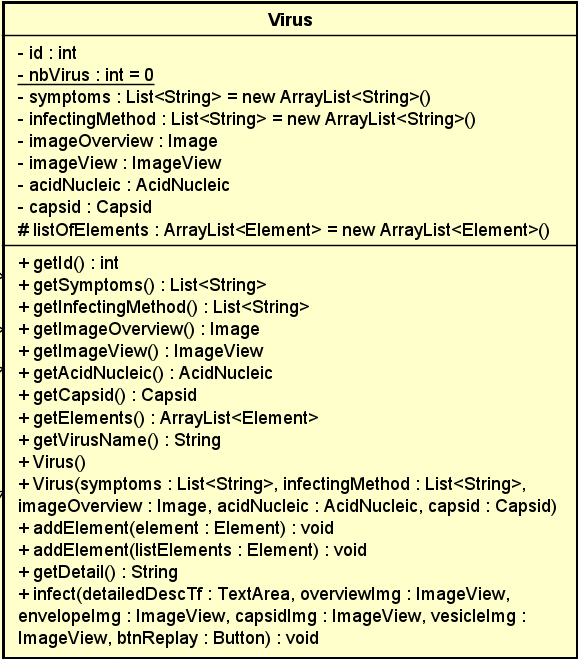 Virus
- id : int
- nbVirus : int = 0
- symptoms : List<String> = new ArrayList<String>()
- infectingMethod : List<String> = new ArrayList<String>()
- imageOverview : Image
- imageView : ImageView
- acidNucleic : AcidNucleic
- capsid : Capsid
# listOfElements : ArrayList<Element> = new ArrayList<Element>()
+ getId() : int
+ getSymptoms() : List<String>
+ getInfectingMethod() : List<String>
+ getImageOverview() : Image
+ getImageView() : ImageView
+ getAcidNucleic() : AcidNucleic
+ getCapsid() : Capsid
+ getElements() : ArrayList<Element>
+ getVirusName() : String
+ Virus()
+ Virus(symptoms : List<String>, infectingMethod : List<String>,
imageOverview : Image, acidNucleic : AcidNucleic, capsid : Capsid)
+ addElement(element : Element) : void
+ addElement(listElements : Element) : void
+ getDetail() : String
+ infect(detailedDescTf : TextArea, overviewImg : ImageView,
envelopeImg : ImageView, capsidImg : ImageView, vesicleImg :
ImageView, btnReplay : Button) : void